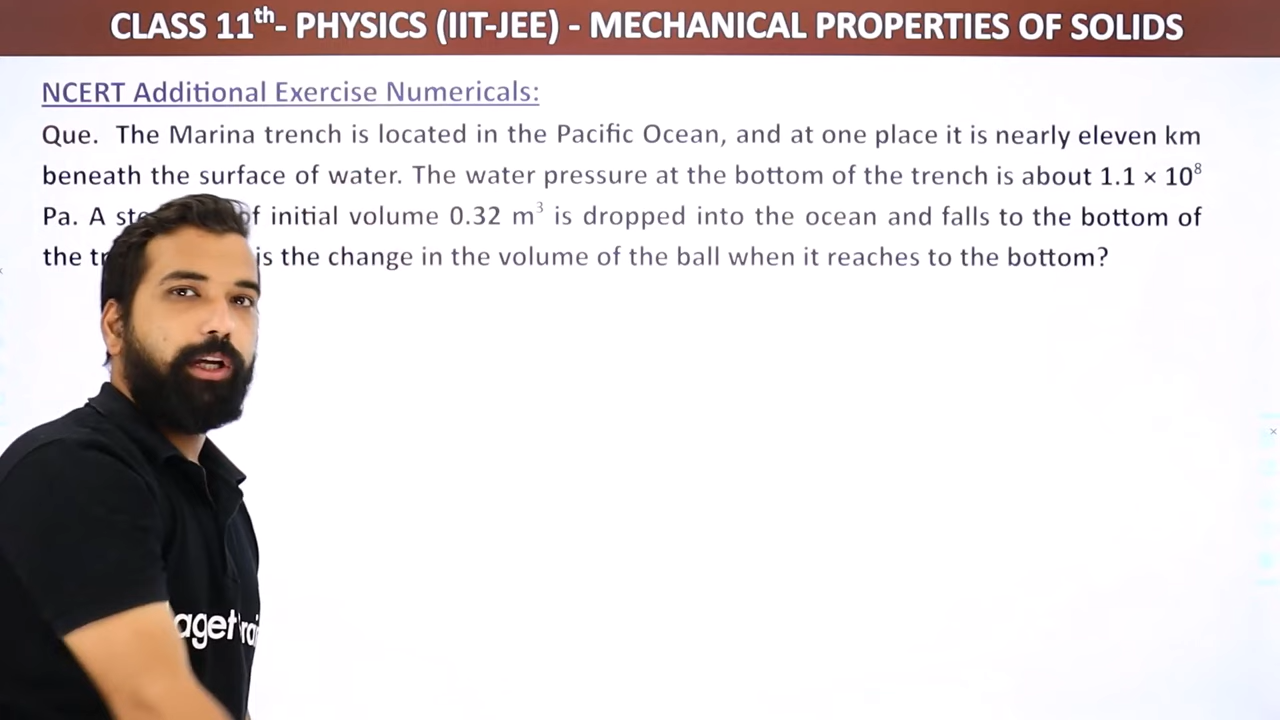 CLASS 11th- PHYSICS (IIT-JEE) - MECHANICAL PROPERTIES OF SOLIDS
NCERT Additional Exercise Numericals:
Que. The Marina trench is located in the Pacific Ocean, and at one place it is nearly eleven km
beneath the surface of water. The water pressure at the bottom of the trench is about 1.1 × 10⁸
Pa. A of initial volume 0.32 m³ is dropped into the ocean and falls to the bottom of
the is the change in the volume of the ball when it reaches to the bottom?